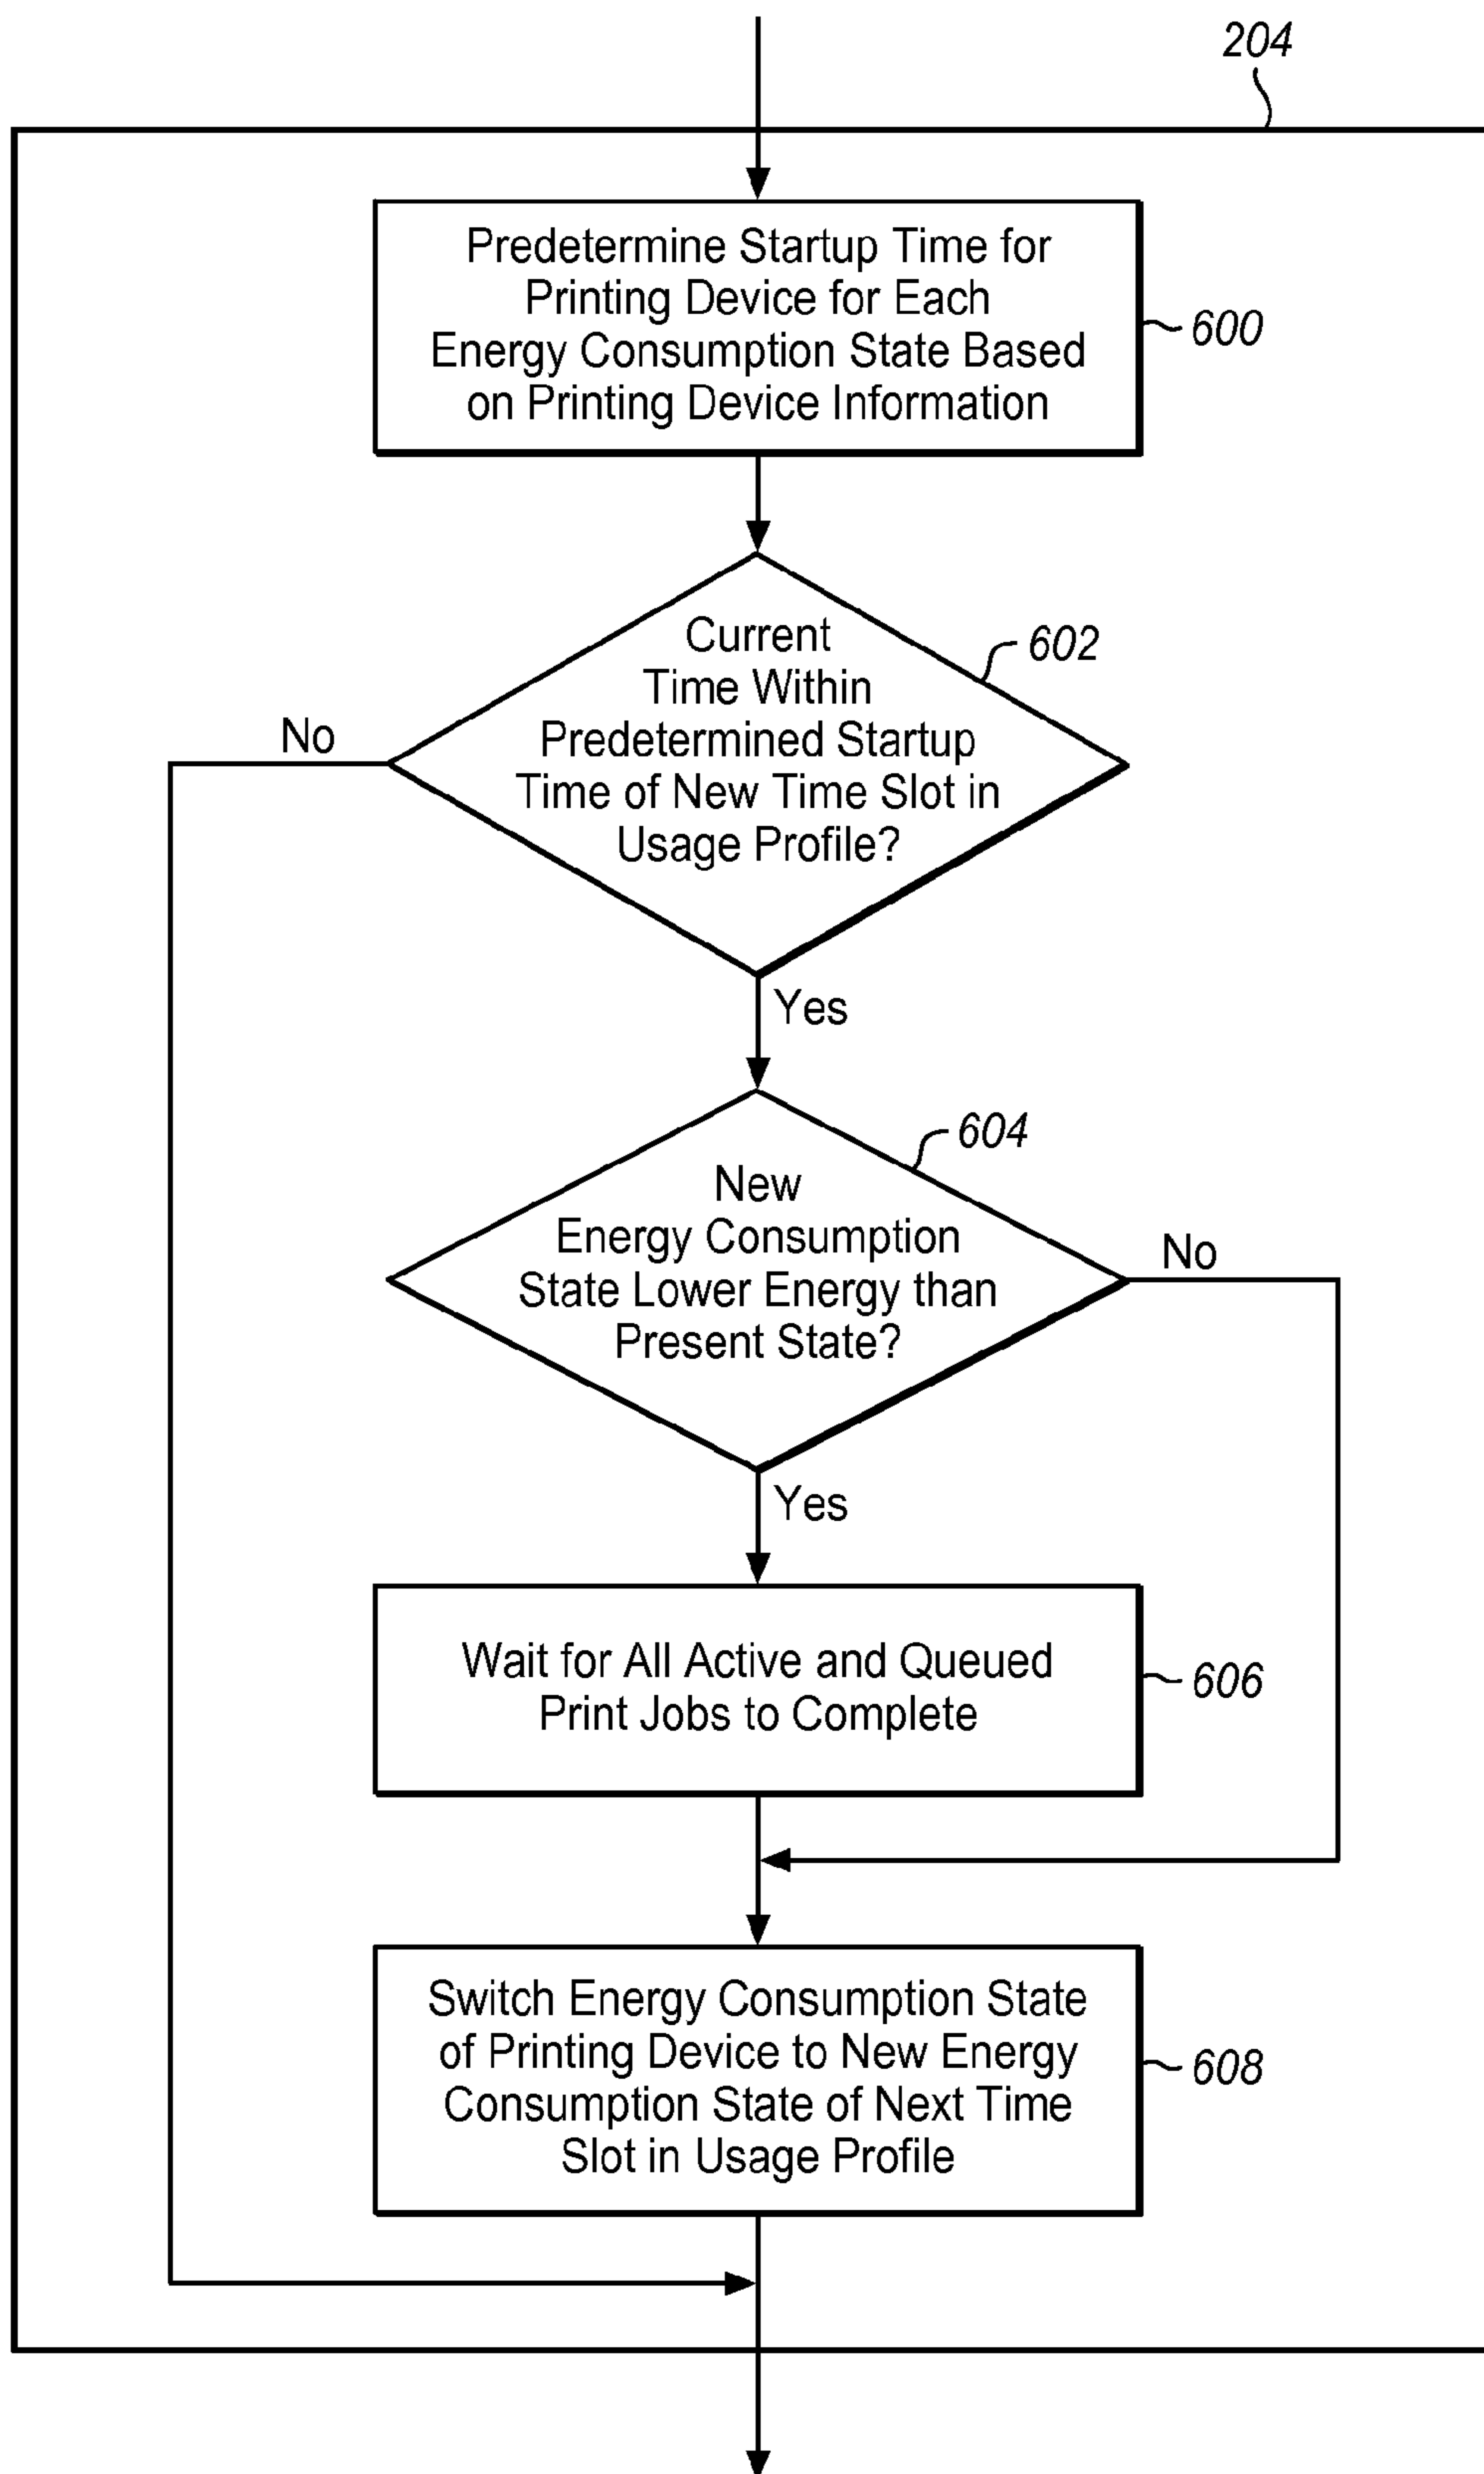 204
Predetermine Startup Time for
Printing Device for Each
Energy Consumption State Based
on Printing Device Information
600
Current
Time Within
Predetermined Startup
Time of New Time Slot in
Usage Profile?
602
No
Yes
New
Energy Consumption
State Lower Energy than
Present State?
604
No
Yes
Wait for All Active and Queued
Print Jobs to Complete
606
Switch Energy Consumption State
of Printing Device to New Energy
Consumption State of Next Time
Slot in Usage Profile
608